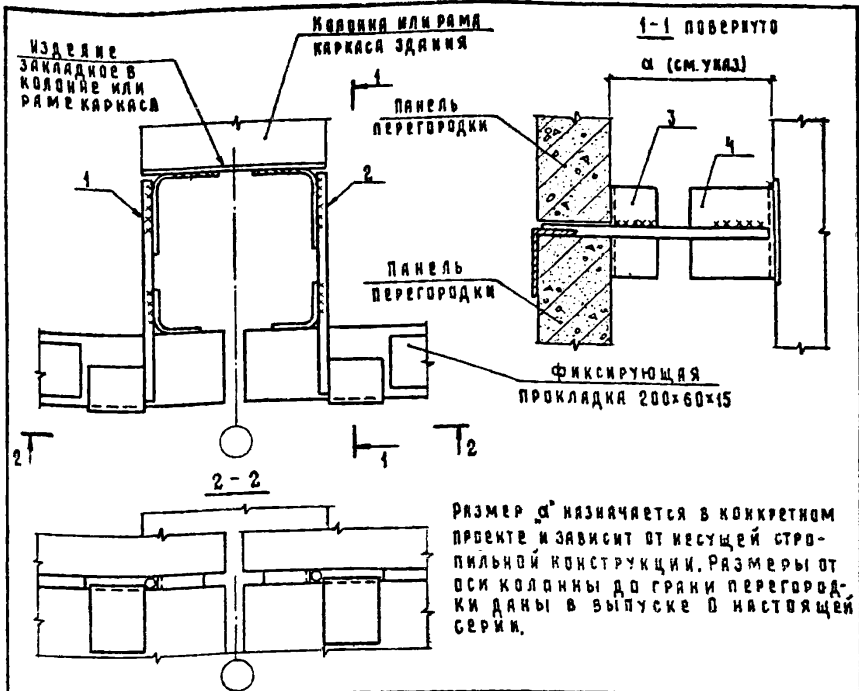 КОЛОННА ИЛИ РАМА
КАРКАСА ЗДАНИЯ
ИЗДЕЛИЕ
ЗАКЛАДНОЕ В
КОЛОННЕ ИЛИ
РАМЕ КАРКАСА
1
1
2
1-1 ПОВЕРНУТО
α (СМ. УКАЗ)
ПАНЕЛЬ
ПЕРЕГОРОДКИ
3
4
ПАНЕЛЬ
ПЕРЕГОРОДКИ
ФИКСИРУЮЩАЯ
ПРОКЛАДКА 200×60×15
2
1
2
2-2
РАЗМЕР „α" НАЗНАЧАЕТСЯ В КОНКРЕТНОМ
ПРОЕКТЕ И ЗАВИСИТ ОТ НЕСУЩЕЙ СТРО-
ПИЛЬНОЙ КОНСТРУКЦИИ. РАЗМЕРЫ ОТ
ОСИ КОЛОННЫ ДО ГРАНИ ПЕРЕГОРОД-
КИ ДАНЫ В ВЫПУСКЕ 0 НАСТОЯЩЕЙ
СЕРИИ.